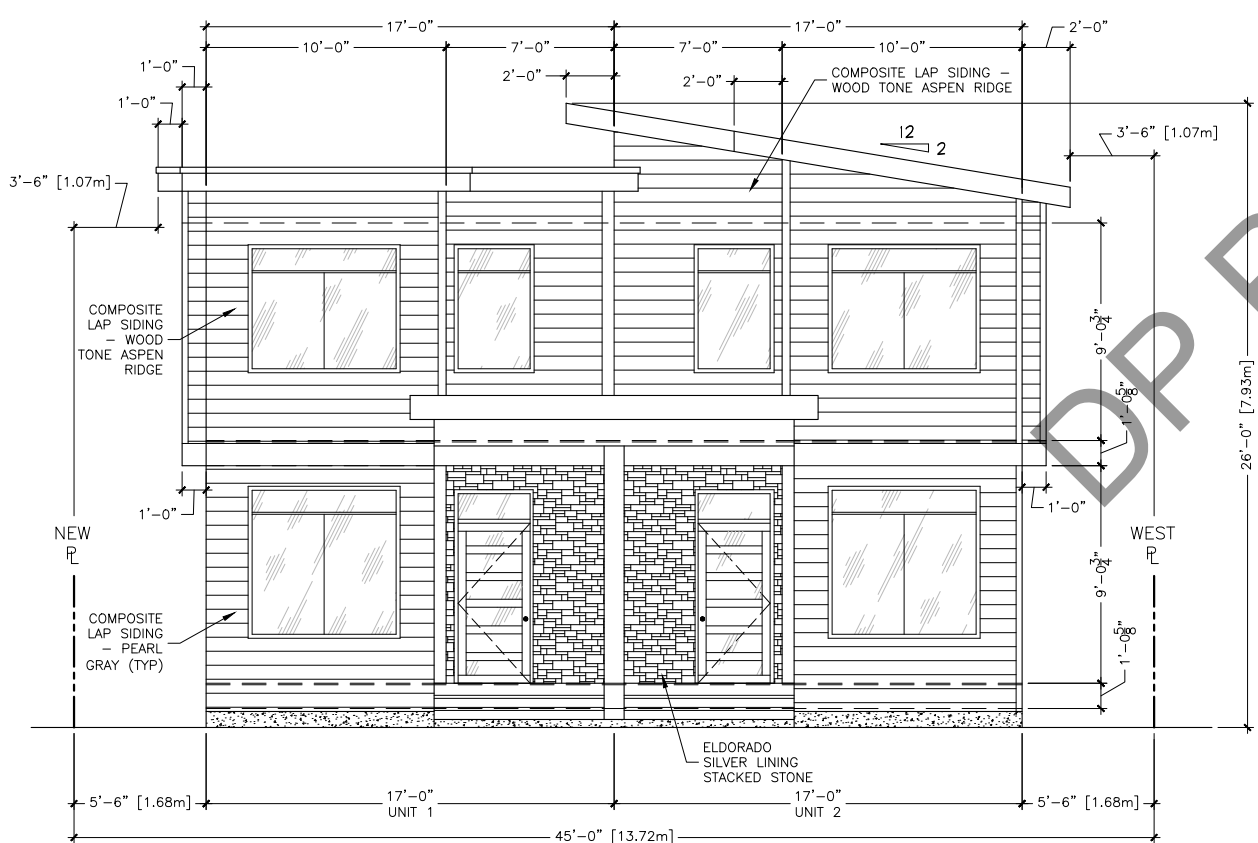 17'-0" 17'-0"
10'-0" 7'-0" 7'-0" 10'-0" 2'-0"
1'-0" 2'-0" 2'-0"
COMPOSITE LAP SIDING –
WOOD TONE ASPEN RIDGE
1'-0"
12
2
3'-6" [1.07m]
3'-6" [1.07m]
COMPOSITE
LAP SIDING
– WOOD
TONE ASPEN
RIDGE
9'-0¾"
1'-0⅝"
26'-0" [7.93m]
DP
1'-0" 1'-0"
NEW
PL
WEST
PL
9'-0¾"
1'-0⅝"
COMPOSITE
LAP SIDING
– PEARL
GRAY (TYP)
ELDORADO
SILVER LINING
STACKED STONE
5'-6" [1.68m] 17'-0" 17'-0" 5'-6" [1.68m]
UNIT 1 UNIT 2
45'-0" [13.72m]